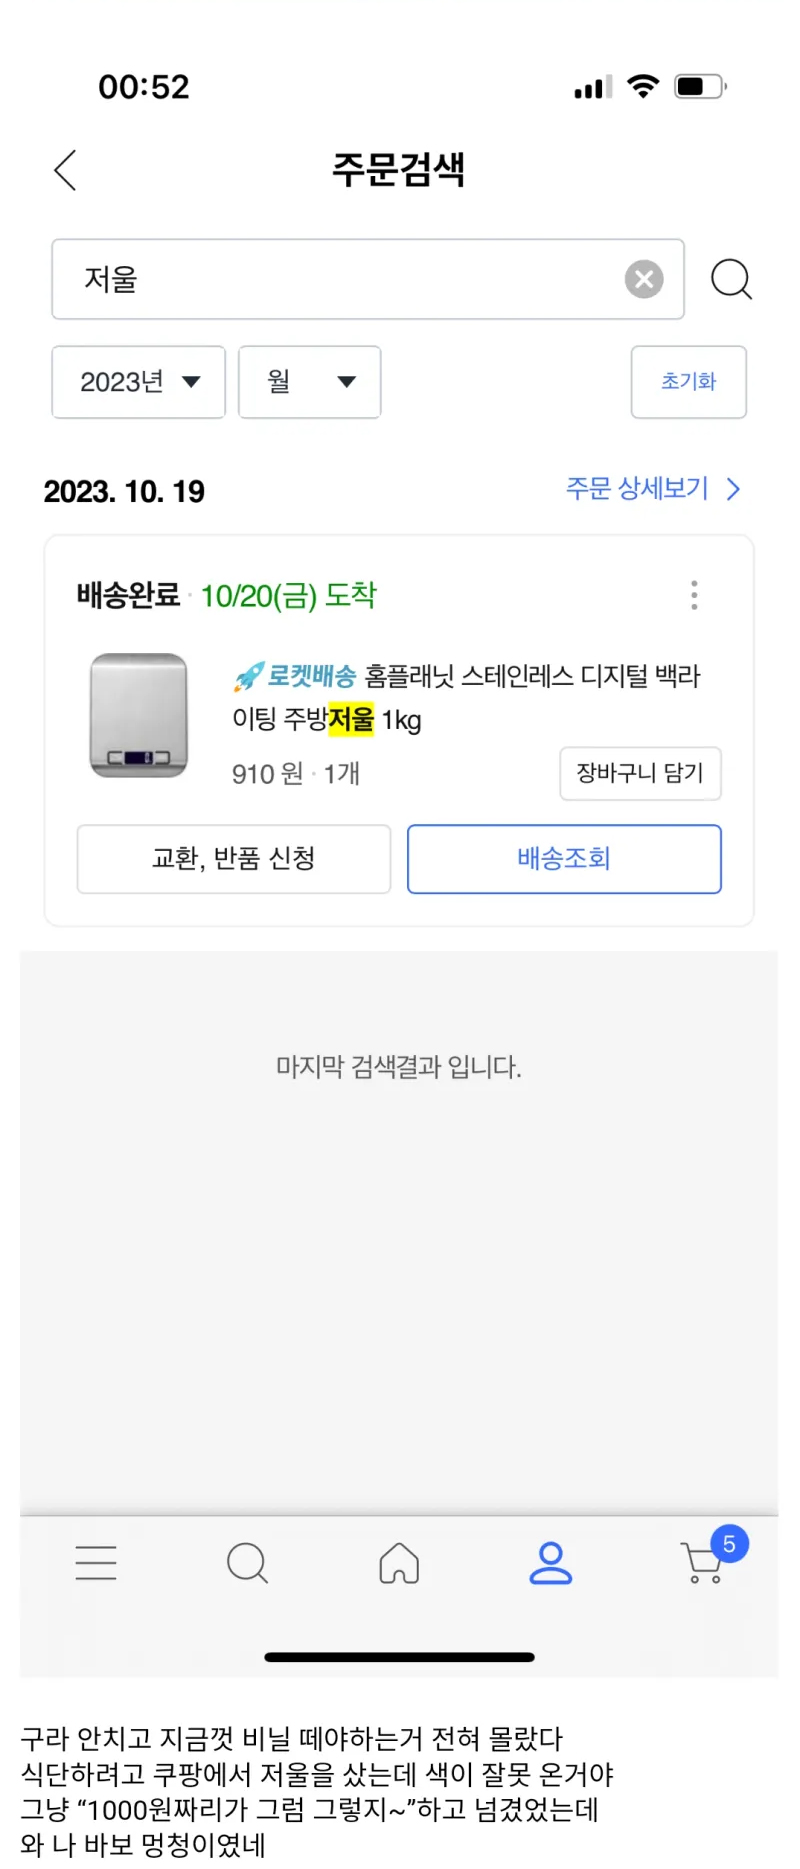 00:52
주문검색
저울
2023년
월
초기화
2023. 10. 19
주문 상세보기
배송완료 · 10/20(금) 도착
로켓배송 홈플래닛 스테인레스 디지털 백라
이팅 주방저울 1kg
910 원 · 1개
장바구니 담기
교환, 반품 신청
배송조회
마지막 검색결과 입니다.
5
구라 안치고 지금껏 비닐 떼야하는거 전혀 몰랐다
식단하려고 쿠팡에서 저울을 샀는데 색이 잘못 온거야
그냥 “1000원짜리가 그럼 그렇지~”하고 넘겼었는데
와 나 바보 멍청이였네